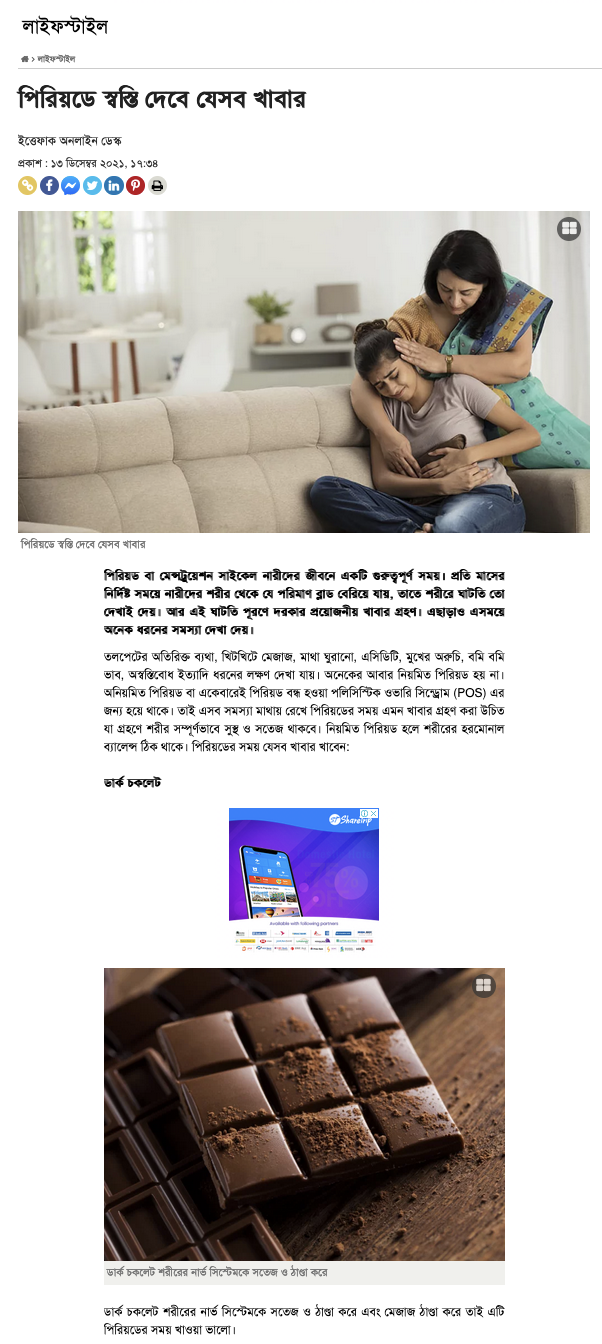 লাইফস্টাইল
› লাইফস্টাইল
পিরিয়ডে স্বস্তি দেবে যেসব খাবার
ইত্তেফাক অনলাইন ডেস্ক
প্রকাশ : ১৩ ডিসেম্বর ২০২১, ১৭:৩৪
পিরিয়ডে স্বস্তি দেবে যেসব খাবার
পিরিয়ড বা মেন্সট্রুয়েশন সাইকেল নারীদের জীবনে একটি গুরুত্বপূর্ণ সময়। প্রতি মাসের
নির্দিষ্ট সময়ে নারীদের শরীর থেকে যে পরিমাণ ব্লাড বেরিয়ে যায়, তাতে শরীরে ঘাটতি তো
দেখাই দেয়। আর এই ঘাটতি পূরণে দরকার প্রয়োজনীয় খাবার গ্রহণ। এছাড়াও এসময়ে
অনেক ধরনের সমস্যা দেখা দেয়।
তলপেটের অতিরিক্ত ব্যথা, খিটখিটে মেজাজ, মাথা ঘুরানো, এসিডিটি, মুখের অরুচি, বমি বমি
ভাব, অস্বস্তিবোধ ইত্যাদি ধরনের লক্ষণ দেখা যায়। অনেকের আবার নিয়মিত পিরিয়ড হয় না।
অনিয়মিত পিরিয়ড বা একেবারেই পিরিয়ড বন্ধ হওয়া পলিসিস্টিক ওভারি সিন্ড্রোম (POS) এর
জন্য হয়ে থাকে। তাই এসব সমস্যা মাথায় রেখে পিরিয়ডের সময় এমন খাবার গ্রহণ করা উচিত
যা গ্রহণে শরীর সম্পূর্ণভাবে সুস্থ ও সতেজ থাকবে। নিয়মিত পিরিয়ড হলে শরীরের হরমোনাল
ব্যালেন্স ঠিক থাকে। পিরিয়ডের সময় যেসব খাবার খাবেন:
ডার্ক চকলেট
ShareTrip
Available with following partners
ডার্ক চকলেট শরীরের নার্ভ সিস্টেমকে সতেজ ও ঠাণ্ডা করে
ডার্ক চকলেট শরীরের নার্ভ সিস্টেমকে সতেজ ও ঠাণ্ডা করে এবং মেজাজ ঠাণ্ডা করে তাই এটি
পিরিয়ডের সময় খাওয়া ভালো।